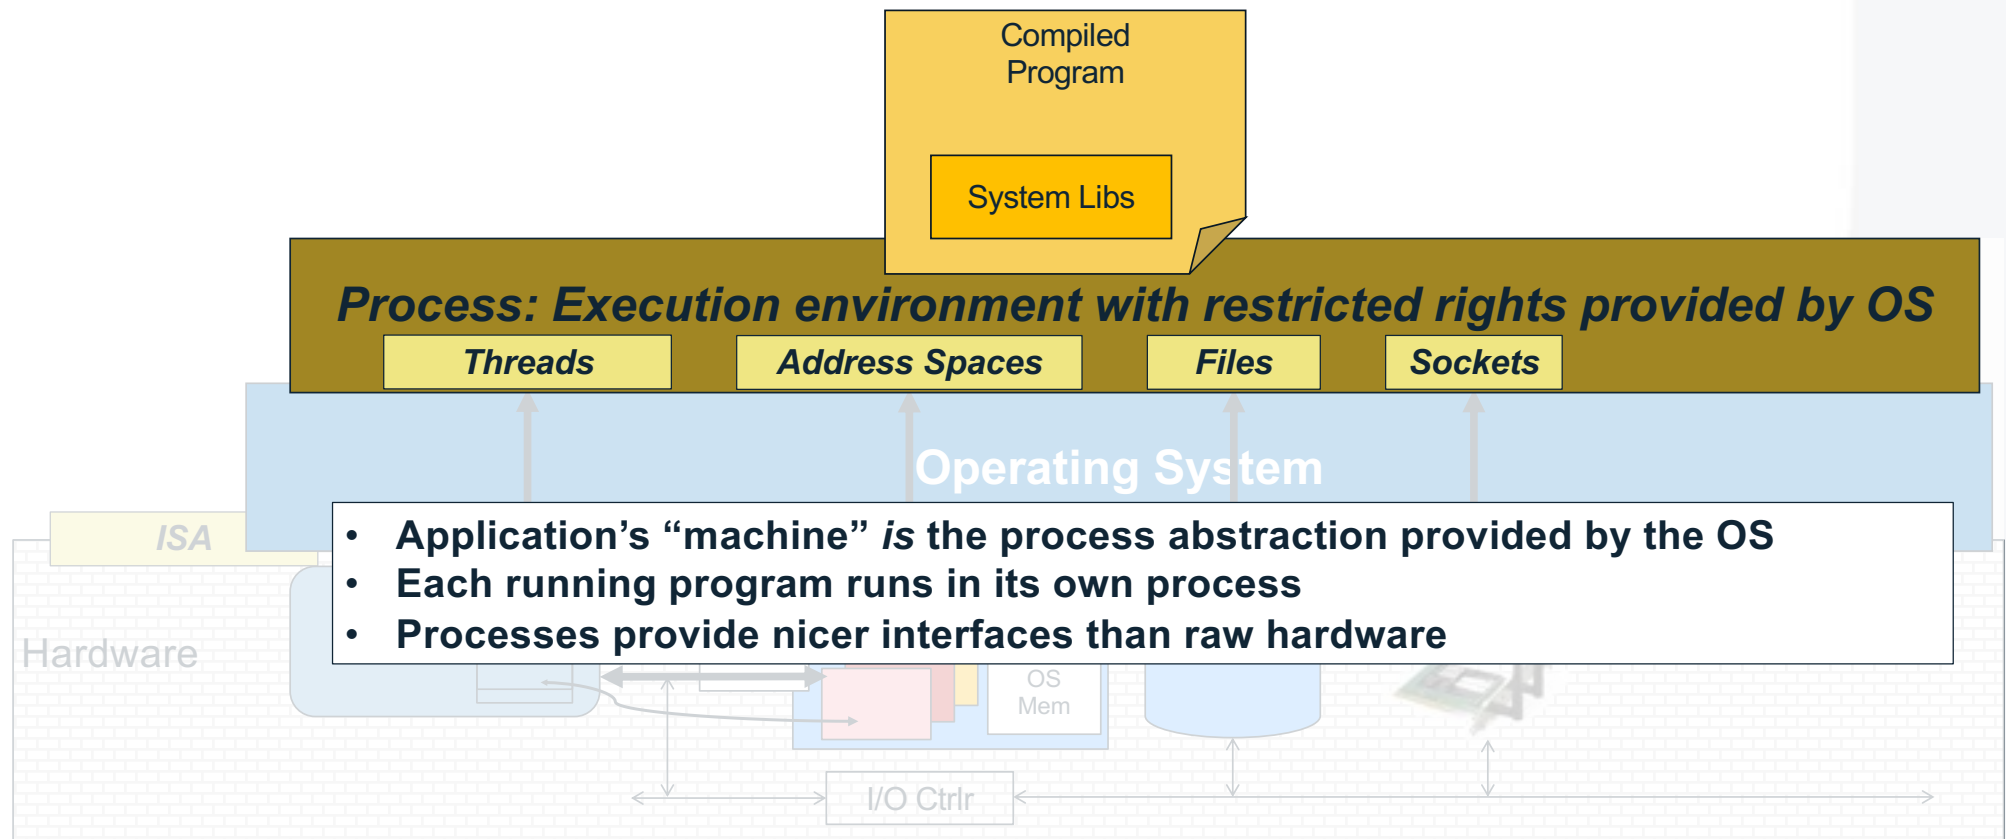 Compiled
Program
System Libs
Process: Execution environment with restricted rights provided by OS
Threads
Address Spaces
Files
Sockets
Operating System
ISA
• Application’s “machine” is the process abstraction provided by the OS
• Each running program runs in its own process
• Processes provide nicer interfaces than raw hardware
Hardware
OS
Mem
I/O Ctrlr